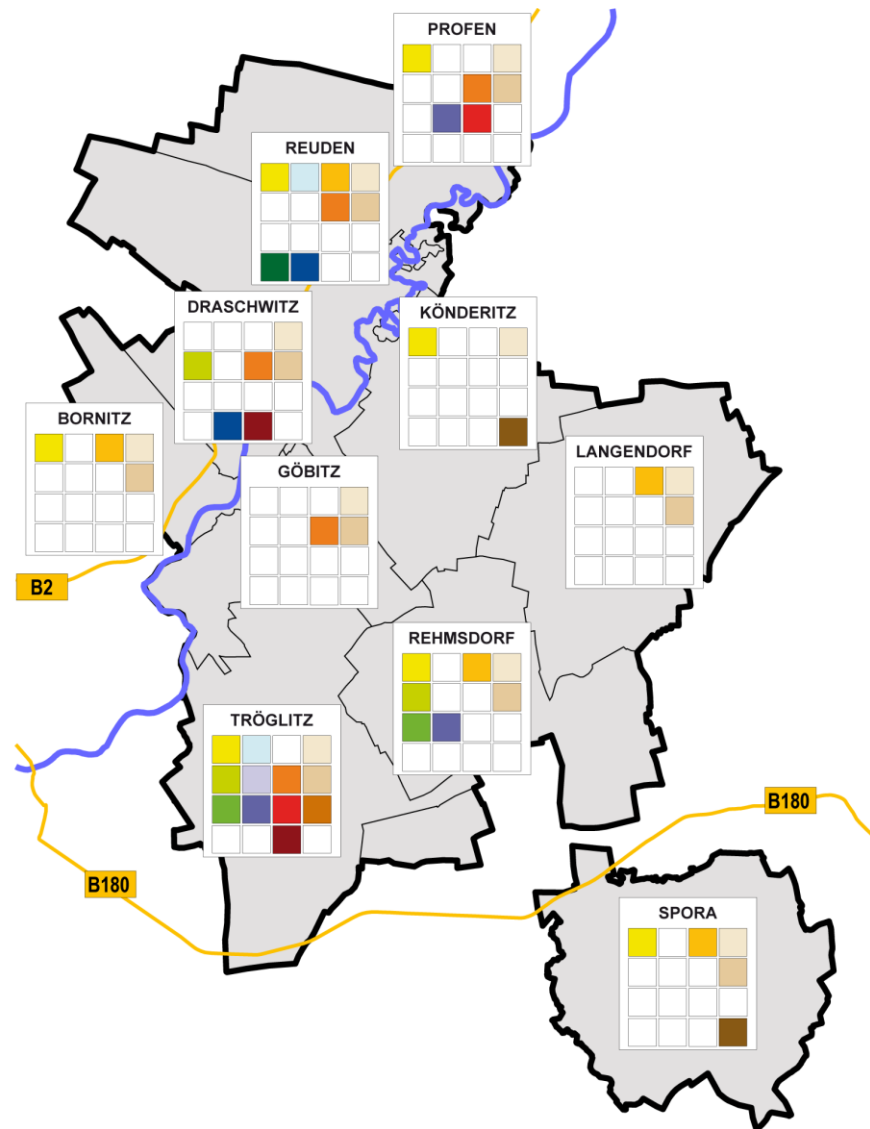 PROFEN
REUDEN
DRASCHWITZ
KÖNDERITZ
BORNITZ
LANGENDORF
GÖBITZ
B2
REHMSDORF
TRÖGLITZ
B180
B180
SPORA